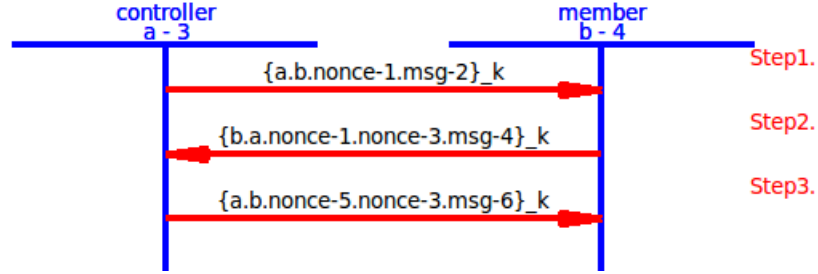 controller member
a - 3 b - 4
Step1.
{a.b.nonce-1.msg-2}_k
Step2.
{b.a.nonce-1.nonce-3.msg-4}_k
Step3.
{a.b.nonce-5.nonce-3.msg-6}_k